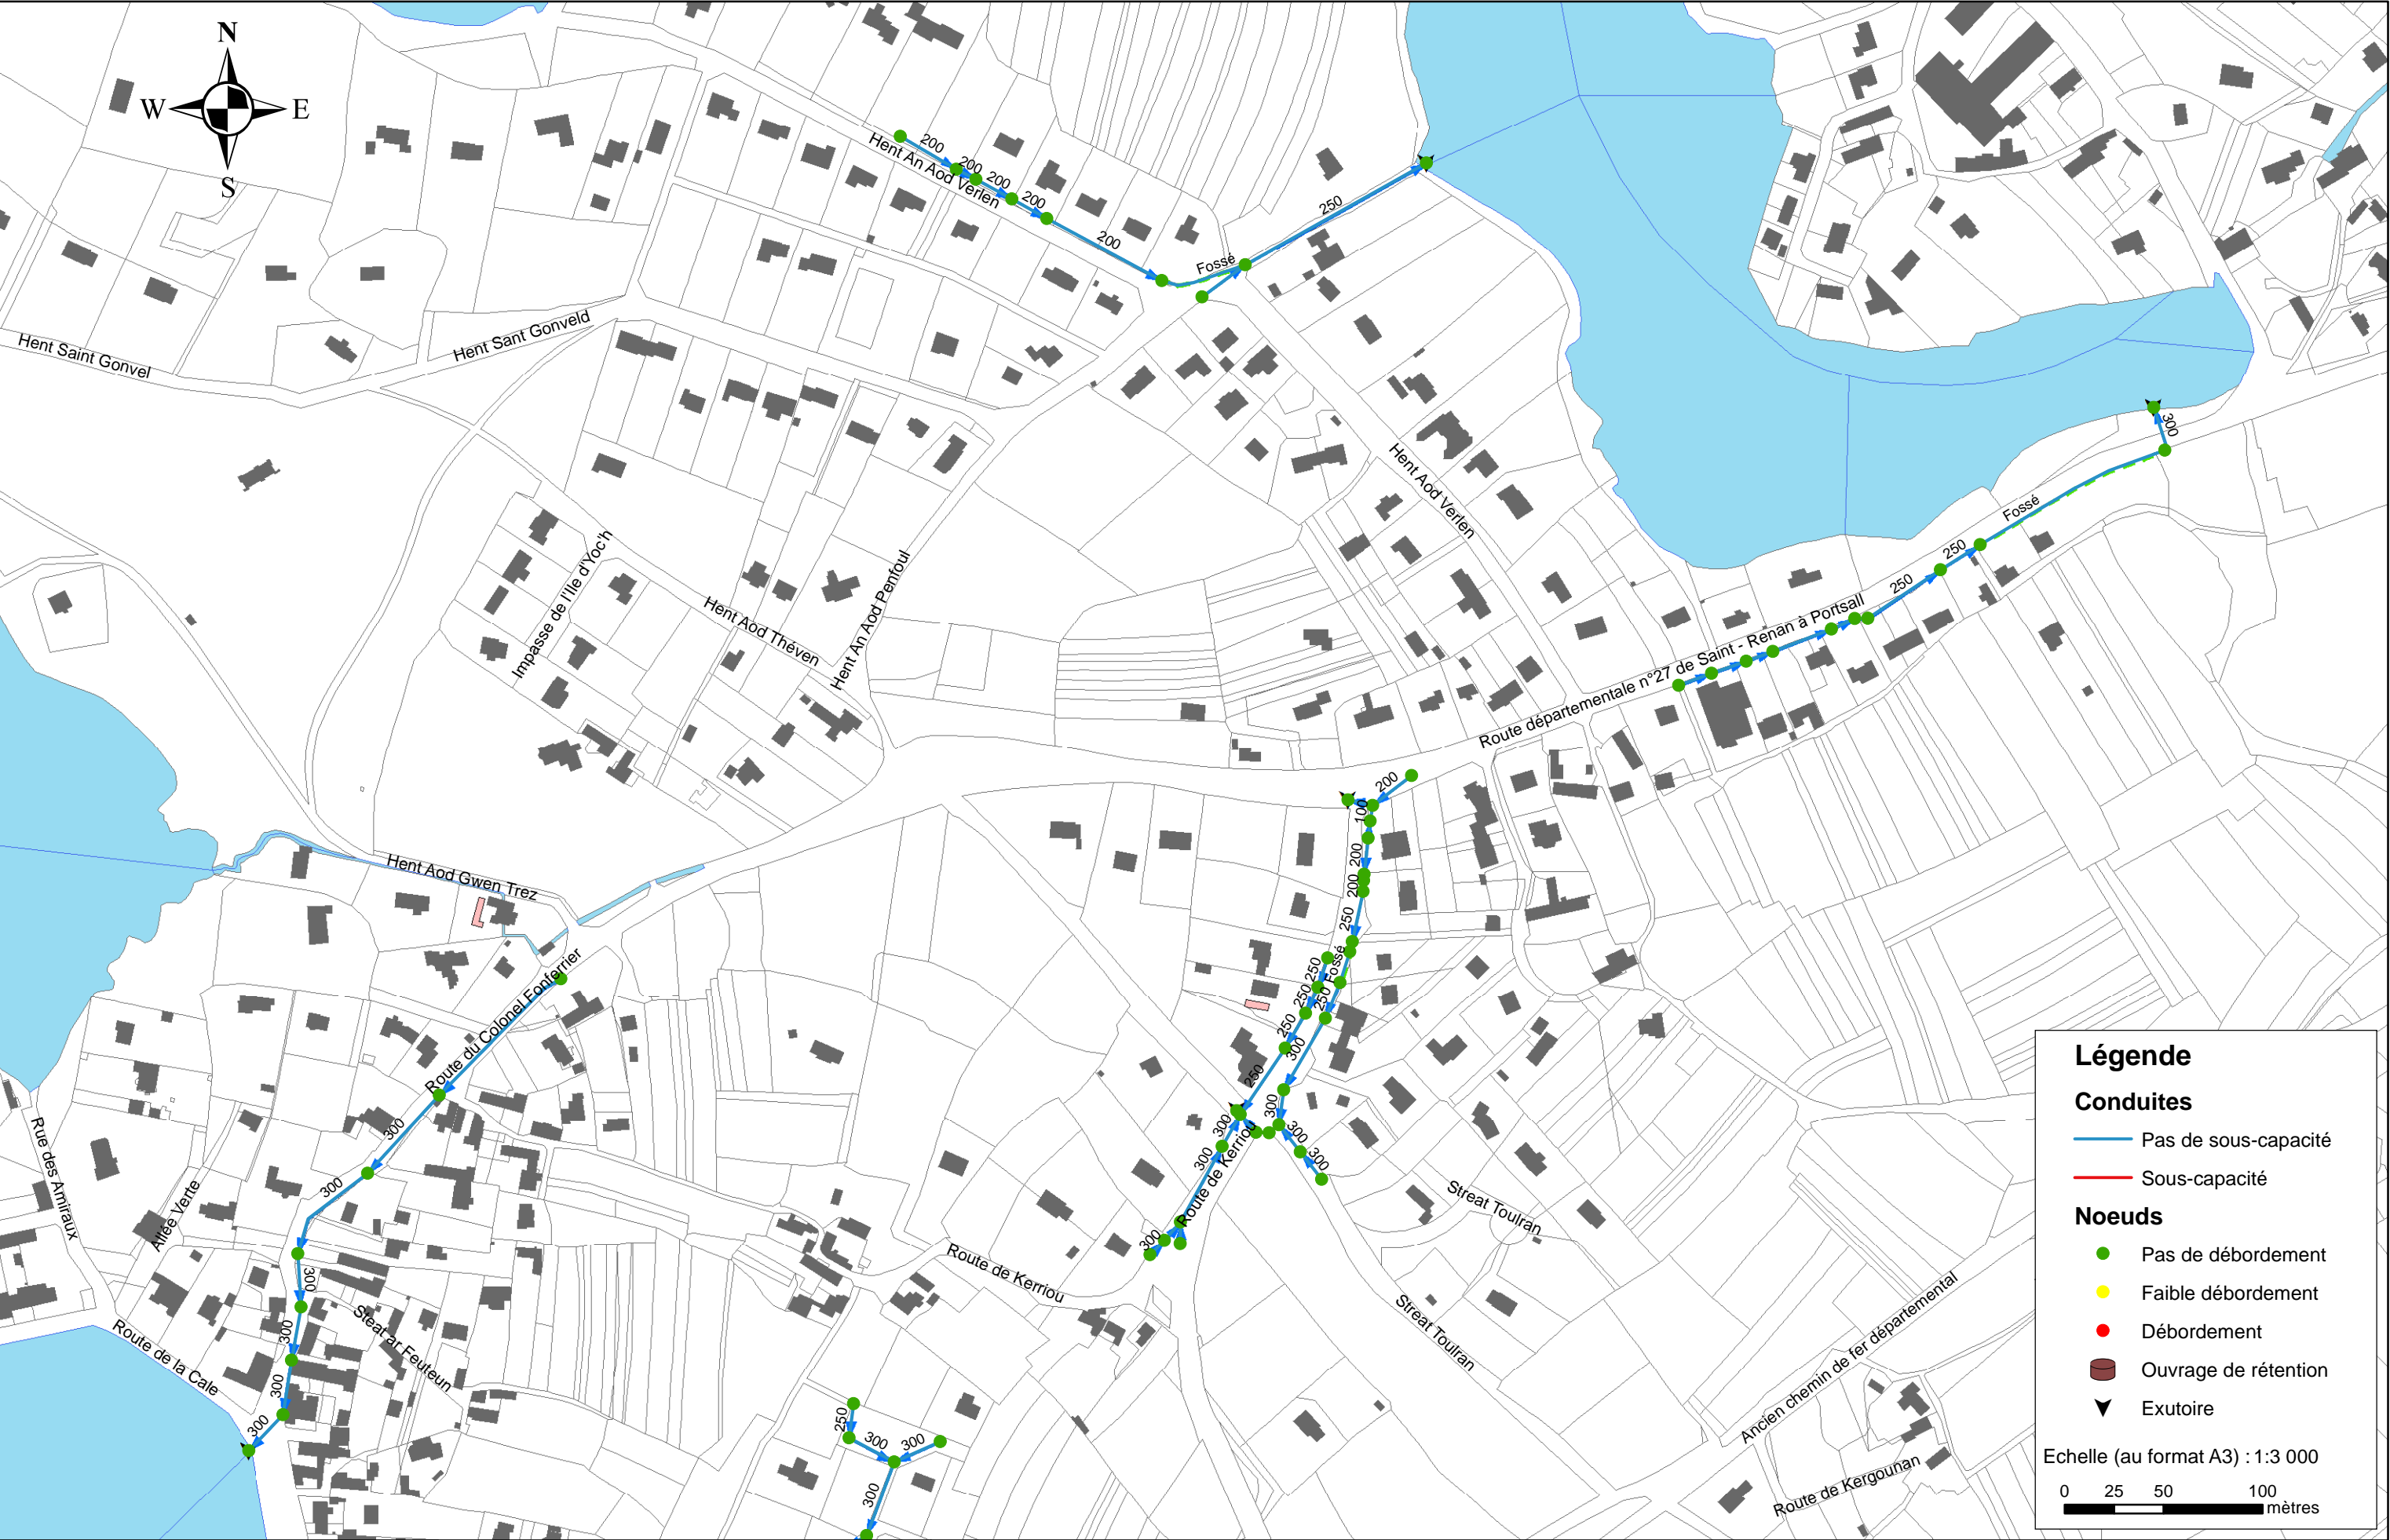 N
W
E
S
200
Hent An Aod Verlen
200
200
200
200
Fossé
250
Hent Saint Gonvel
Hent Sant Gonveld
300
Hent Aod Verlen
Fossé
250
250
Impasse de l'Ile d'Yoc'h
Hent Aod Theven
Hent An Aod Penfoul
Route départementale n°27 de Saint - Renan à Portsall
200
100
200
200
250
Fossé
250
250
250
250
300
250
300
300
300
300
300
300
Route de Kerriou
Hent Aod Gwen Trez
Route du Colonel Fonferrier
300
300
300
300
300
300
Rue des Amiraux
Allée Verte
Route de la Cale
Steat ar Feuteun
Route de Kerriou
Streat Toulran
Streat Toulran
250
300
300
300
Ancien chemin de fer départemental
Route de Kergounan
Légende
Conduites
Pas de sous-capacité
Sous-capacité
Noeuds
Pas de débordement
Faible débordement
Débordement
Ouvrage de rétention
Exutoire
Echelle (au format A3) : 1:3 000
0 25 50 100
mètres